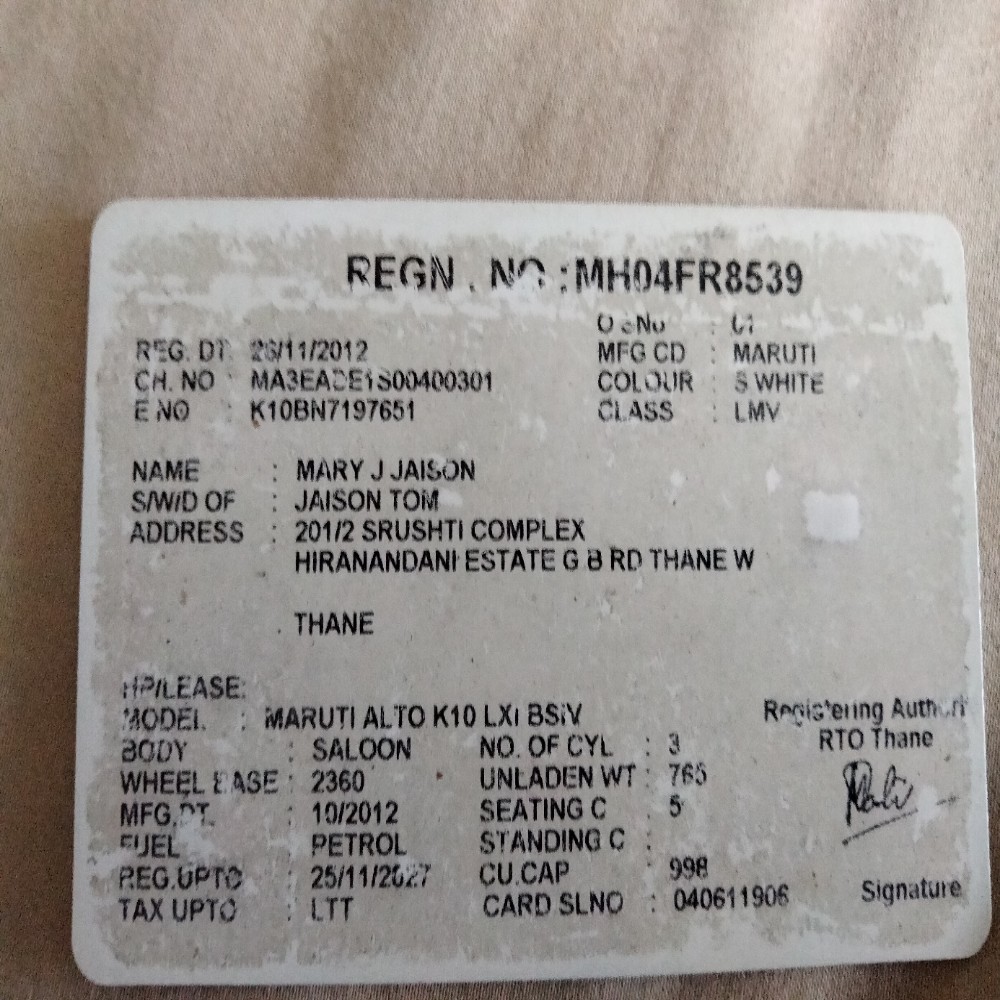 REGN . NO : MH04FR8539
O SNo : 01
REG. DT. 26/11/2012 MFG CD : MARUTI
CH. NO MA3EADE1S00400301 COLOUR : S WHITE
E NO : K10BN7197651 CLASS : LMV
NAME : MARY J JAISON
S/W/D OF : JAISON TOM
ADDRESS : 201/2 SRUSHTI COMPLEX
HIRANANDANI ESTATE G B RD THANE W
THANE
HP/LEASE:
MODEL : MARUTI ALTO K10 LXi BSIV
Registering Authorit
BODY : SALOON NO. OF CYL : 3 RTO Thane
WHEEL BASE : 2360 UNLADEN WT : 765
MFG.DT. : 10/2012 SEATING C : 5
FUEL : PETROL STANDING C :
REG.UPTO : 25/11/2027 CU.CAP : 998
TAX UPTO : LTT CARD SLNO : 040611906 Signature